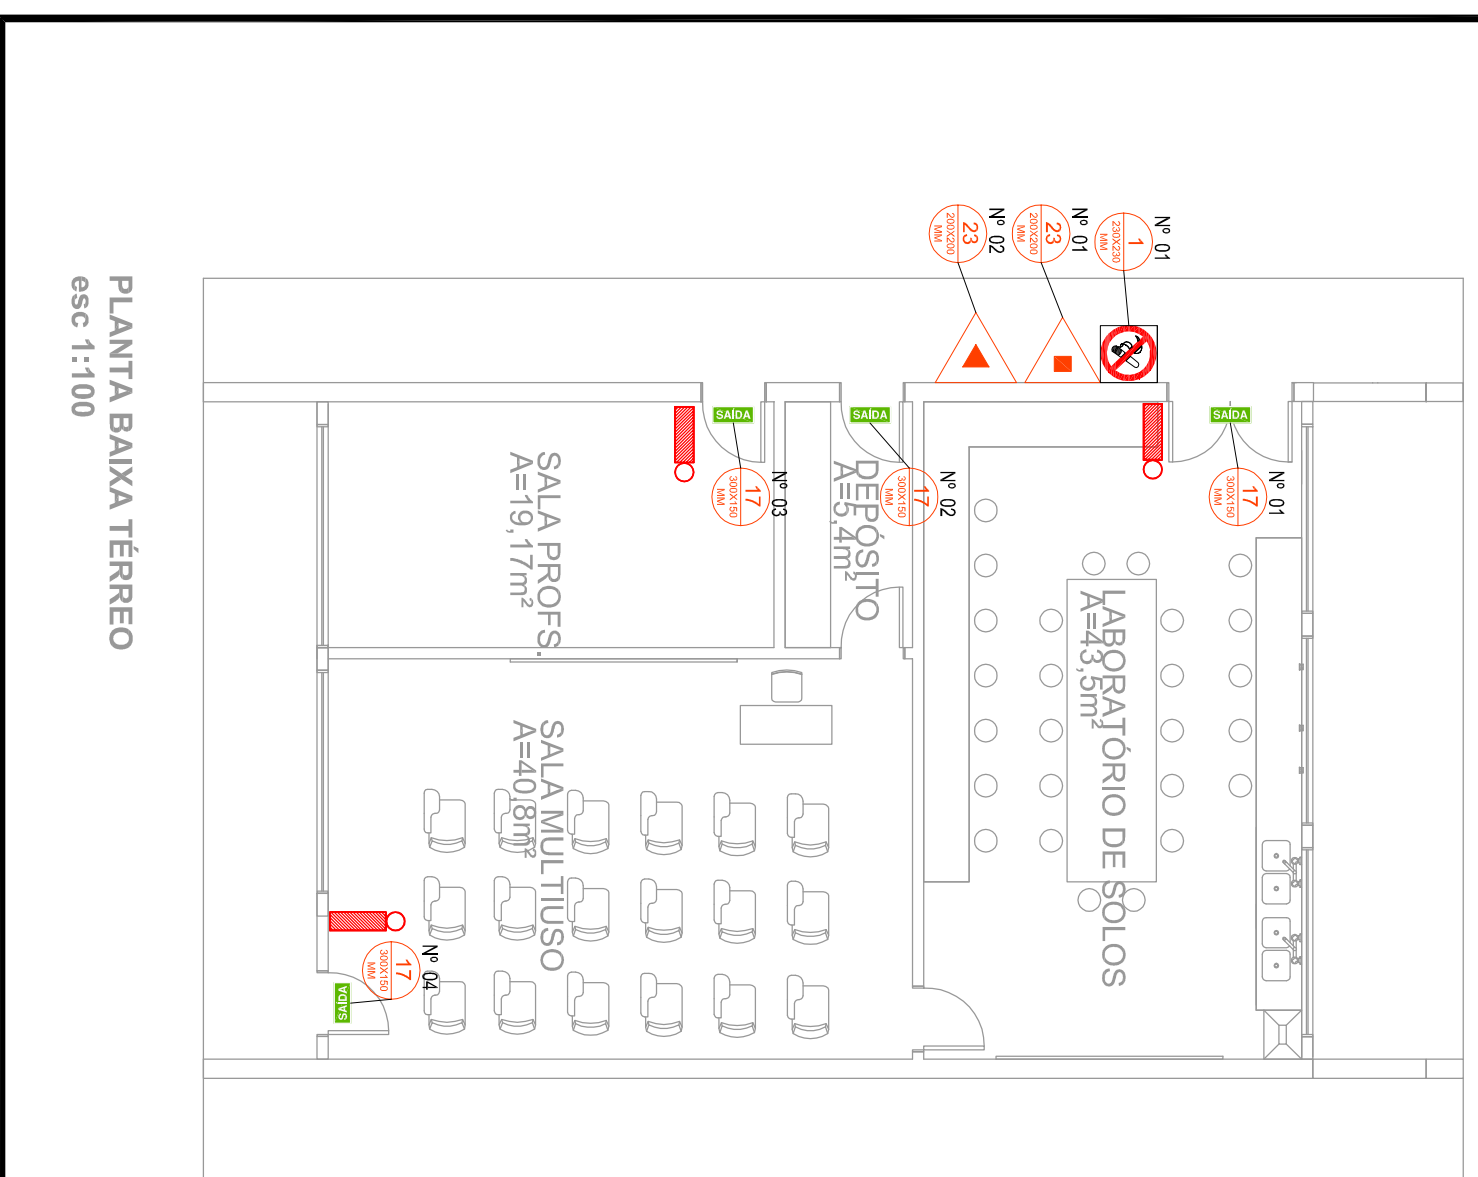 PLANTA BAIXA TÉRREO
esc 1:100
Nº 02
23
200X200
MM
Nº 01
23
200X200
MM
Nº 01
1
230X230
MM
SAÍDA
Nº 03
17
300X150
MM
SAÍDA
Nº 02
17
300X150
MM
SAÍDA
Nº 01
17
300X150
MM
SALA PROFS.
A=19,17m²
DEPÓSITO
A=5,4m²
LABORATÓRIO DE SOLOS
A=43,5m²
SALA MULTIUSO
A=40,8m²
Nº 04
17
300X150
MM
SAÍDA